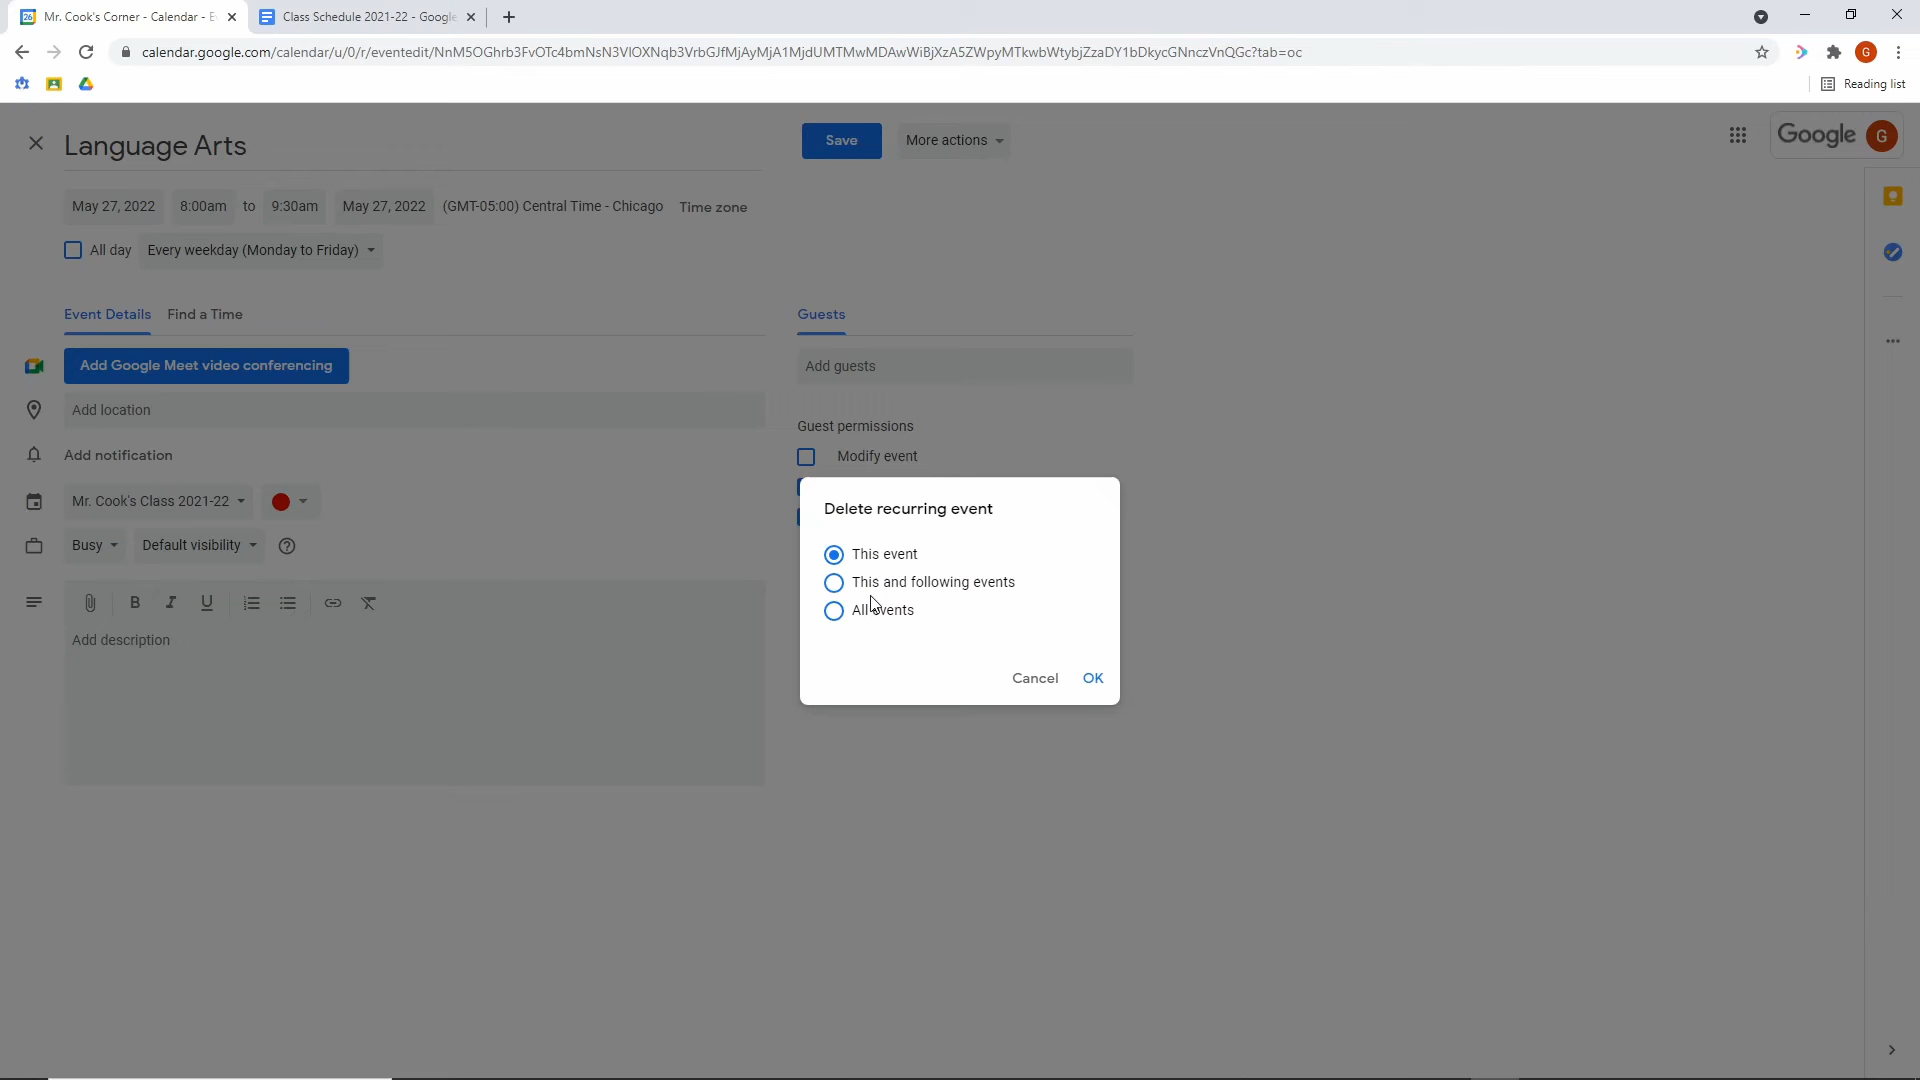 Mr. Cook's Corner - Calendar - E
Class Schedule 2021-22 - Google
calendar.google.com/calendar/u/0/r/eventedit/NnM5OGhrb3FvOTc4bmNsN3VlOXNqb3VrbGJfMjAyMjA1MjdUMTMwMDAwWiBjXzA5ZWpyMTkwbWtybjZzaDY1bDkycGNnczVnQGc?tab=oc
G
Reading list
Language Arts
Save
More actions
Google
G
May 27, 2022
8:00am
to
9:30am
May 27, 2022
(GMT-05:00) Central Time - Chicago
Time zone
All day
Every weekday (Monday to Friday)
Event Details
Find a Time
Guests
Add Google Meet video conferencing
Add guests
Add location
Guest permissions
Add notification
Modify event
Mr. Cook's Class 2021-22
Delete recurring event
Busy
Default visibility
This event
This and following events
B I U
All events
Add description
Cancel
OK